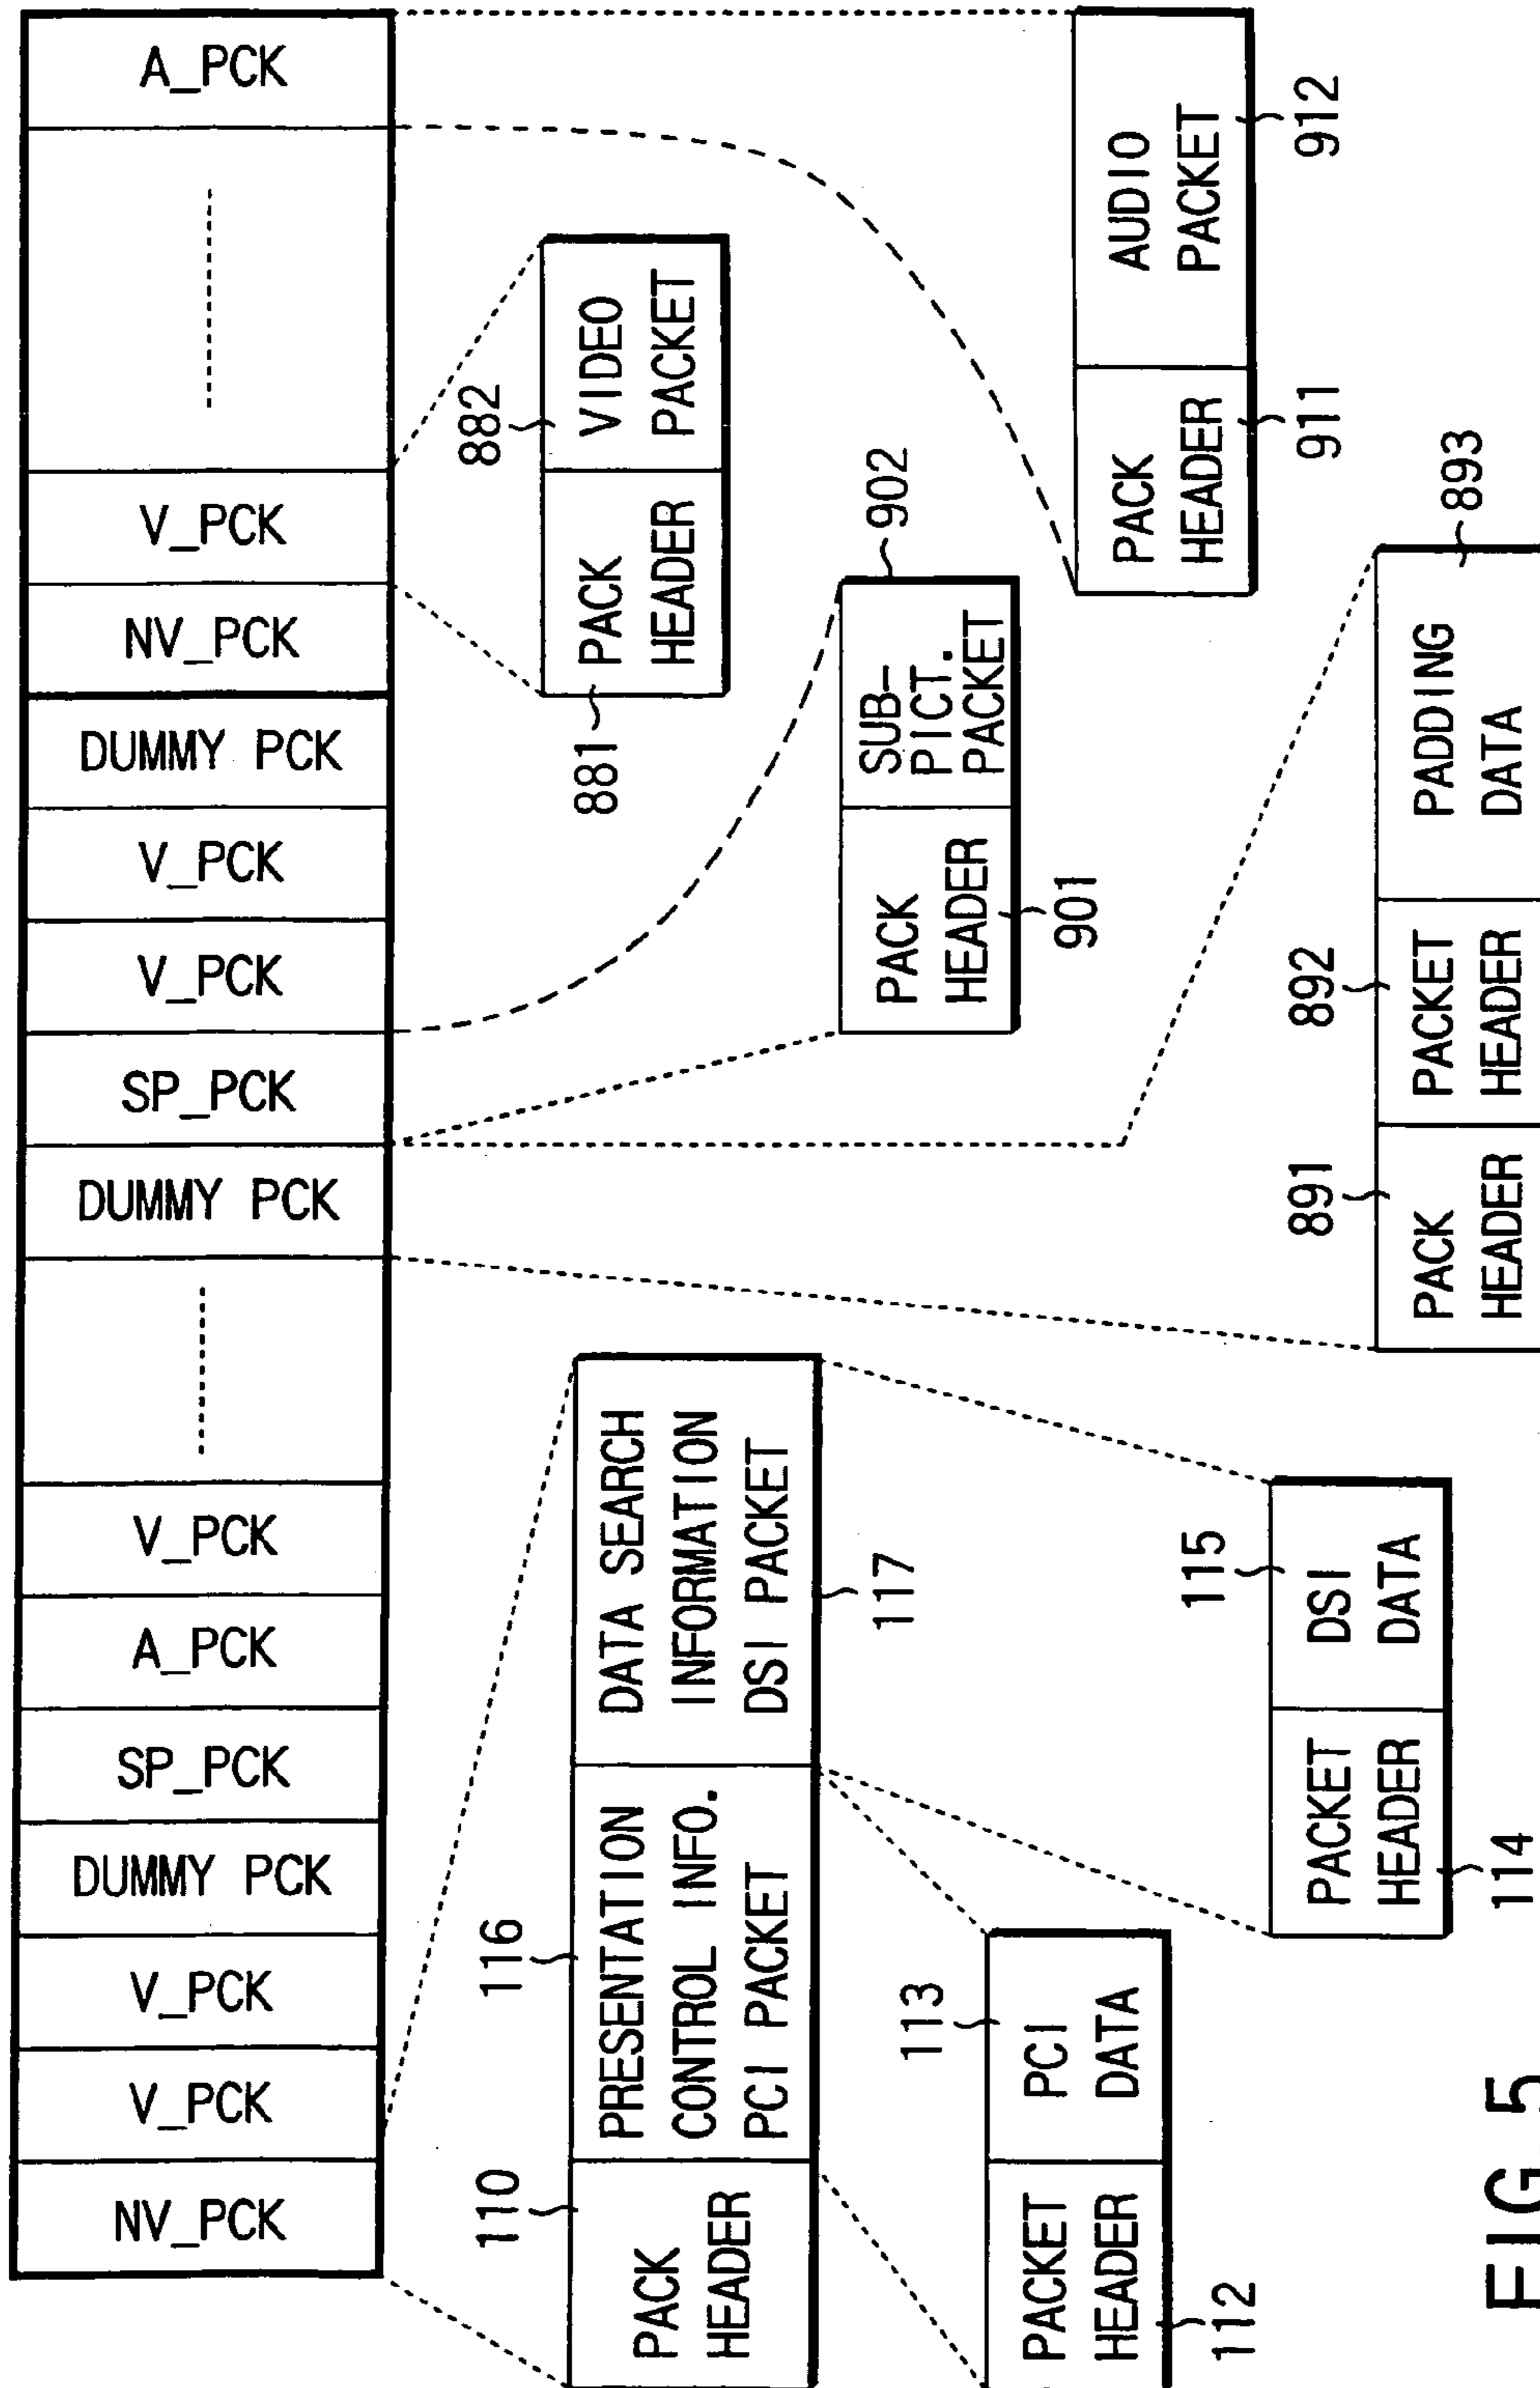 NV_PCK
V_PCK
V_PCK
DUMMY PCK
SP_PCK
A_PCK
V_PCK
DUMMY PCK
SP_PCK
V_PCK
V_PCK
DUMMY PCK
NV_PCK
V_PCK
A_PCK
110
116
PACK
HEADER
PRESENTATION
CONTROL INFO.
PCI PACKET
DATA SEARCH
INFORMATION
DSI PACKET
117
881
882
PACK
HEADER
VIDEO
PACKET
PACK
HEADER
SUB-
PICT.
PACKET
901
902
113
PACKET
HEADER
PCI
DATA
112
PACK
HEADER
AUDIO
PACKET
911
912
115
PACKET
HEADER
DSI
DATA
114
891
892
893
PACK
HEADER
PACKET
HEADER
PADDING
DATA
FIG.5